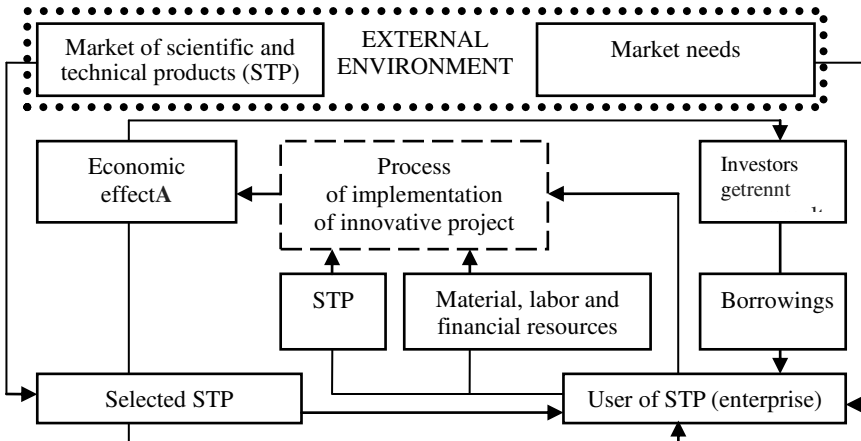 Market of scientific and
technical products (STP)
EXTERNAL
ENVIRONMENT
Market needs
Economic
effectA
Process
of implementation
of innovative project
Investors
getrennt
STP
Material, labor and
financial resources
Borrowings
Selected STP
User of STP (enterprise)